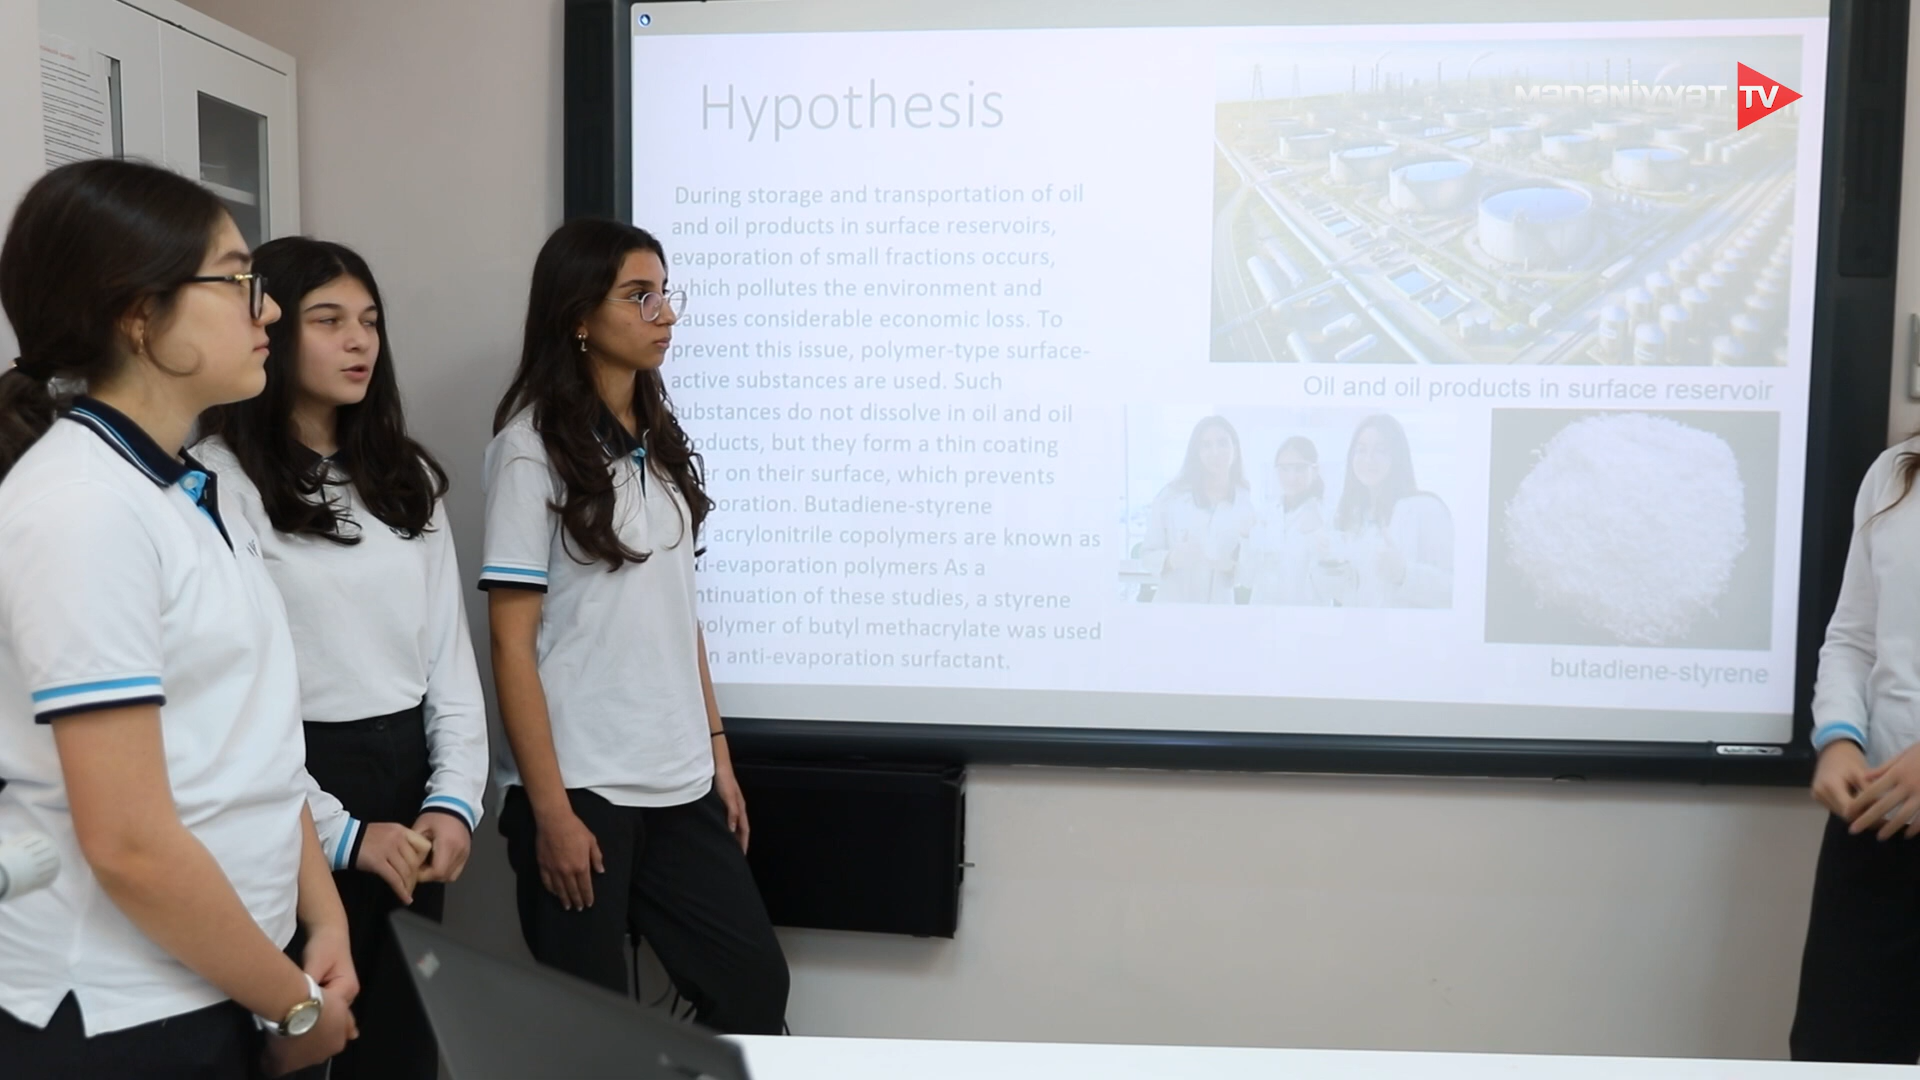 MƏDƏNİYYƏT TV
Hypothesis
During storage and transportation of oil
and oil products in surface reservoirs,
evaporation of small fractions occurs,
which pollutes the environment and
causes considerable economic loss. To
prevent this issue, polymer-type surface-
active substances are used. Such
substances do not dissolve in oil and oil
products, but they form a thin coating
on their surface, which prevents
Butadiene-styrene
acrylonitrile copolymers are known as
evaporation polymers As a
of these studies, a styrene
of butyl methacrylate was used
anti-evaporation surfactant.
Oil and oil products in surface reservoir
butadiene-styrene